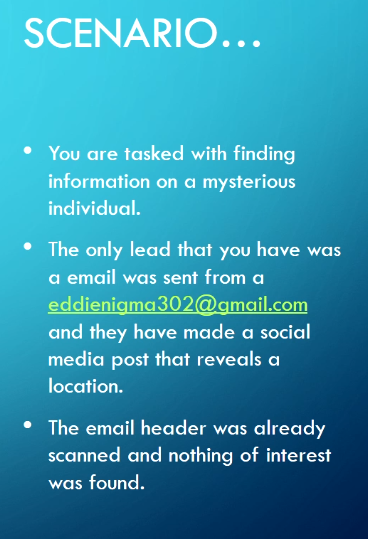 SCENARIO…
• You are tasked with finding
information on a mysterious
individual.
• The only lead that you have was
a email was sent from a
eddienigma302@gmail.com
and they have made a social
media post that reveals a
location.
• The email header was already
scanned and nothing of interest
was found.